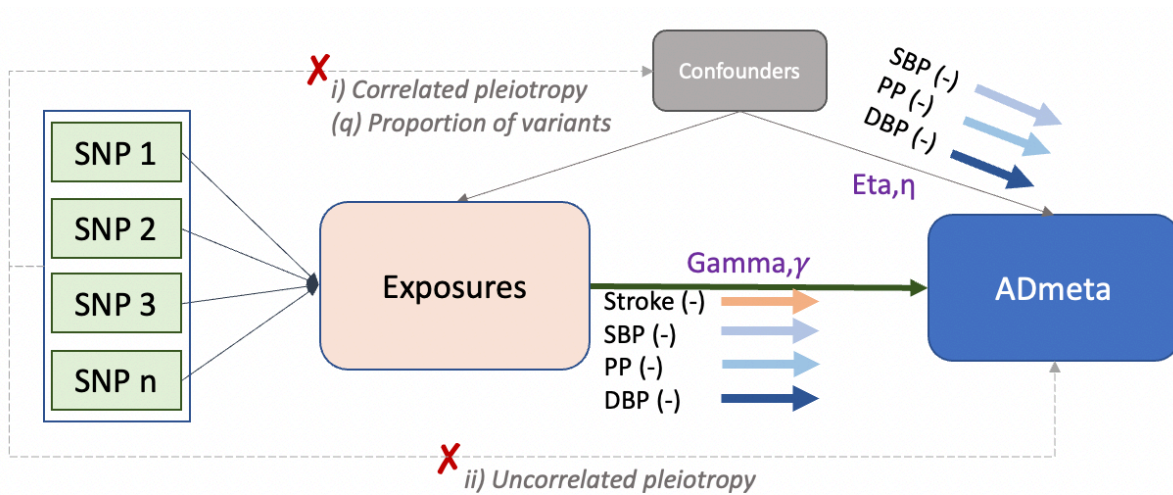 Confounders
i) Correlated pleiotropy
(q) Proportion of variants
SBP (-)
PP (-)
DBP (-)
SNP 1
SNP 2
SNP 3
SNP n
Eta,η
Exposures
Gamma,γ
Stroke (-)
SBP (-)
PP (-)
DBP (-)
ADmeta
ii) Uncorrelated pleiotropy